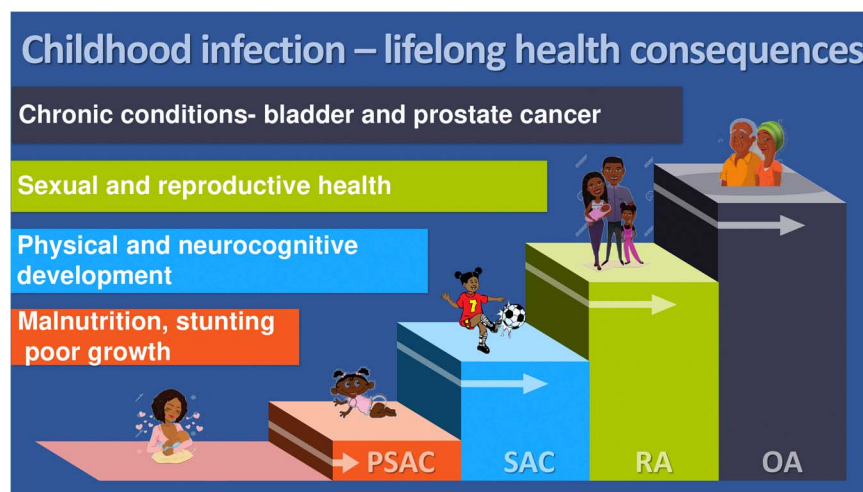 Childhood infection – lifelong health consequences
Chronic conditions- bladder and prostate cancer
Sexual and reproductive health
Physical and neurocognitive
development
Malnutrition, stunting
poor growth
7
PSAC
SAC
RA
OA